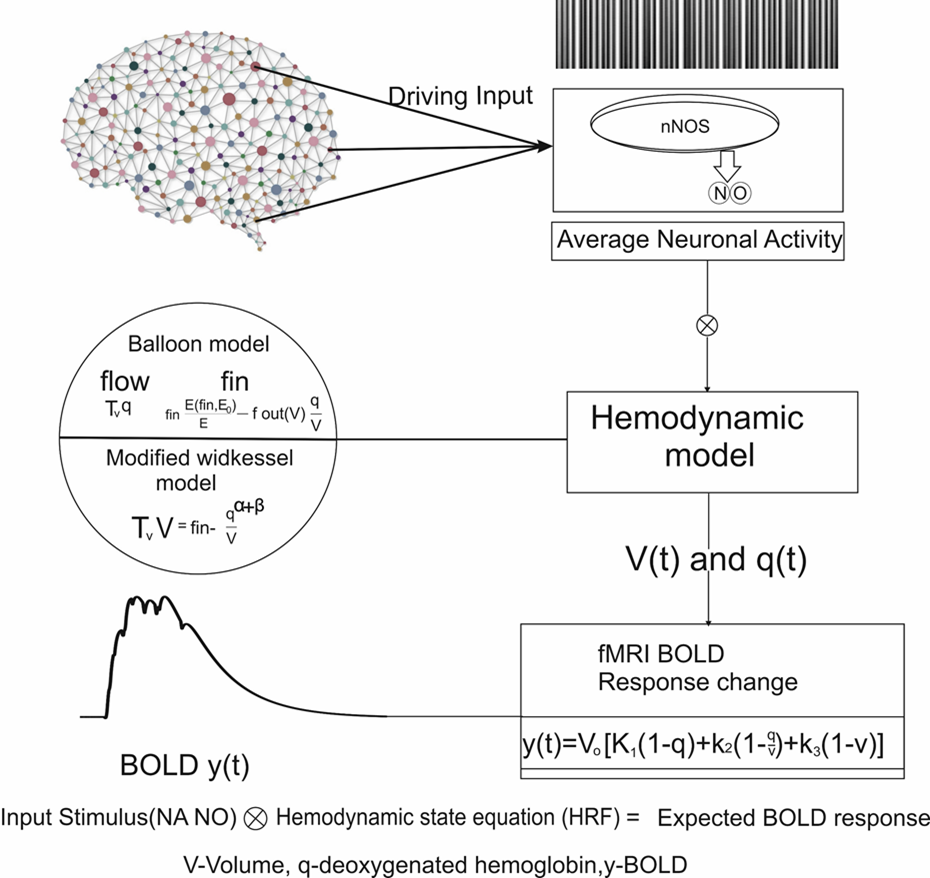 Driving Input
nNOS
N O
Average Neuronal Activity
Balloon model
flow fin
Tᵥq fin E(fin,E₀)/E – f out(V) q/V
Modified widkessel
model
Tᵥ V = fin- q^α+β/V
Hemodynamic
model
V(t) and q(t)
fMRI BOLD
Response change
y(t)=Vₒ[K₁(1-q)+k₂(1-q/v)+k₃(1-v)]
BOLD y(t)
Input Stimulus(NA NO) ⊗ Hemodynamic state equation (HRF) = Expected BOLD response
V-Volume, q-deoxygenated hemoglobin,y-BOLD